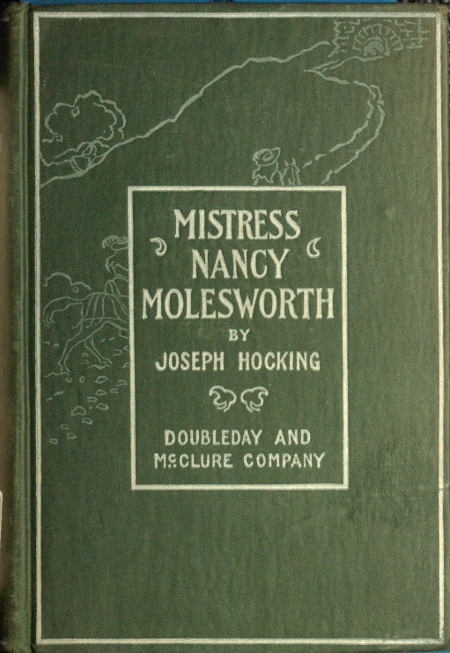 MISTRESS
NANCY
MOLESWORTH
BY
JOSEPH HOCKING
DOUBLEDAY AND
McCLURE COMPANY